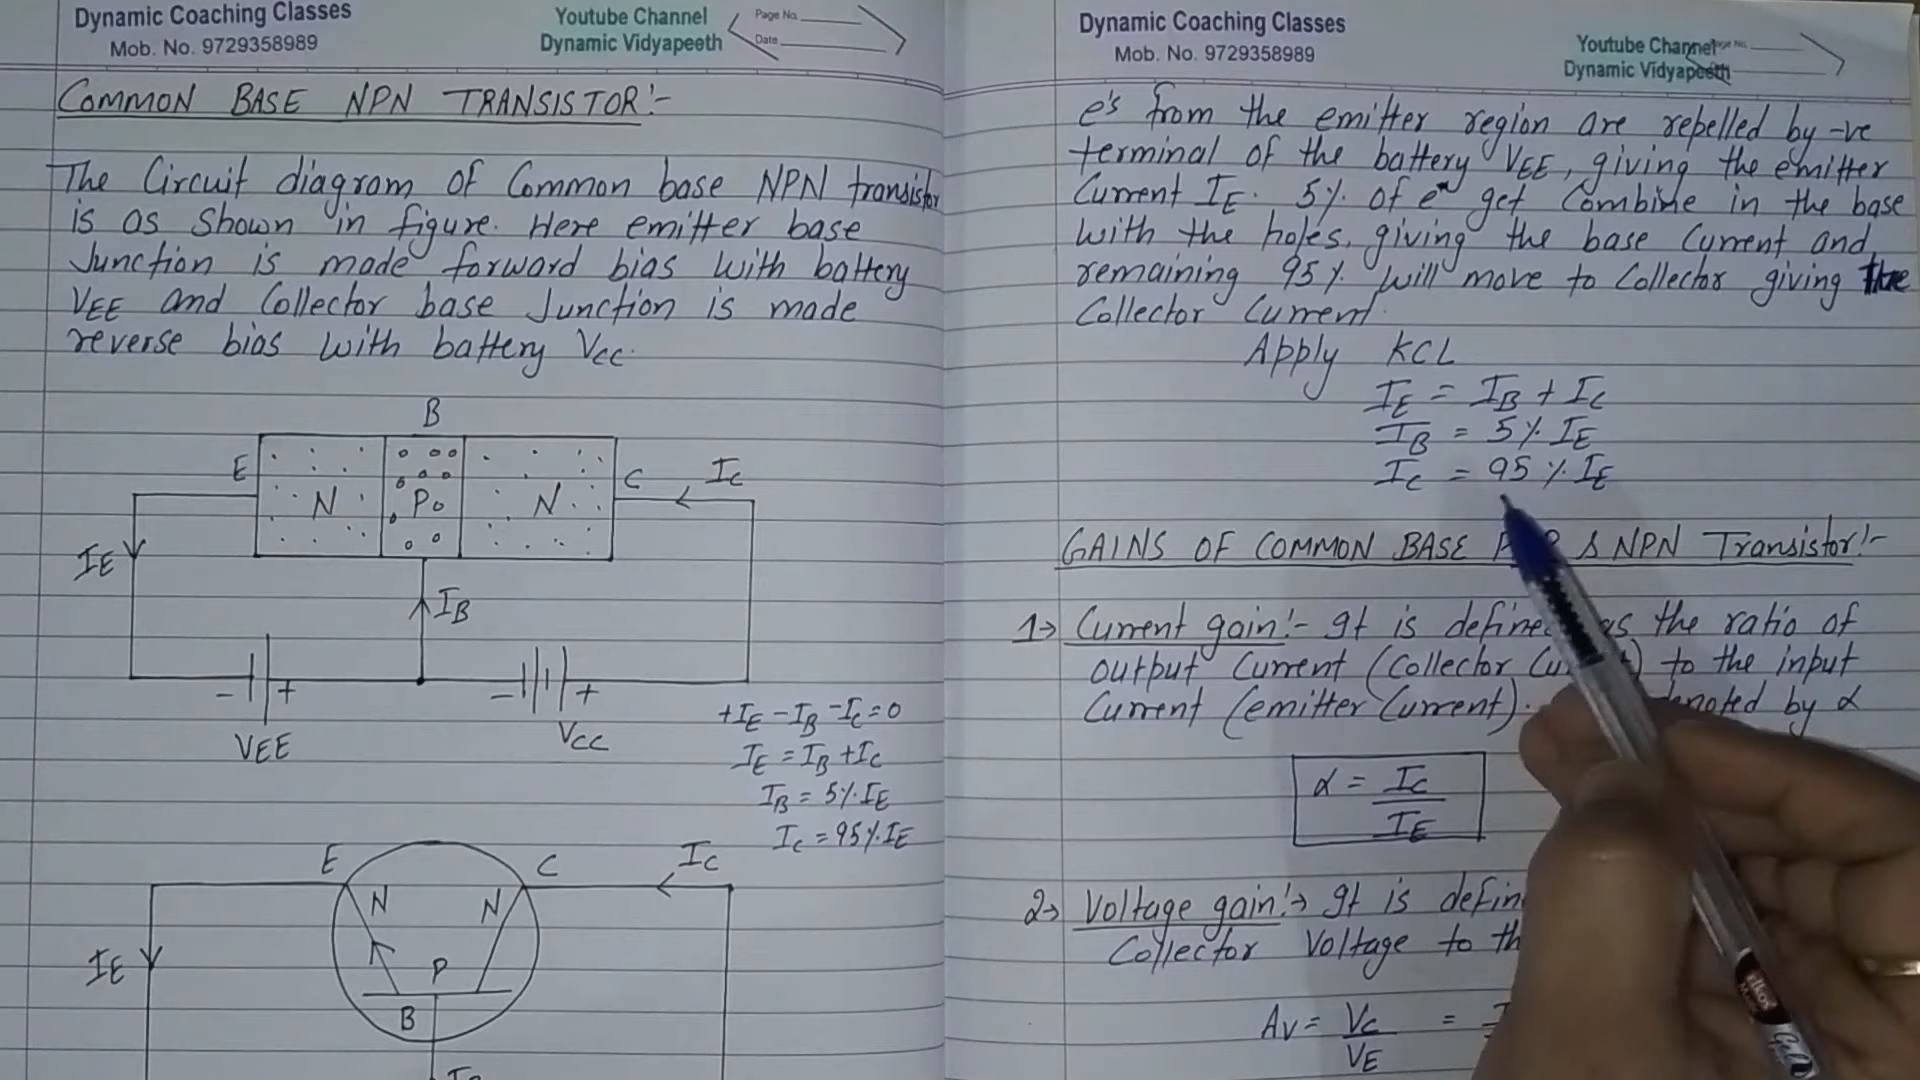 Dynamic Coaching Classes
Mob. No. 9729358989
Youtube Channel
Dynamic Vidyapeeth
Page No.
Date
COMMON BASE NPN TRANSISTOR:-
The Circuit diagram of Common base NPN transistor
is as shown in figure. Here emitter base
Junction is made forward bias with battery
VEE and Collector base Junction is made
reverse bias with battery Vcc.
B
E
N
P
N
C
IC
IE
IB
- +
- +
VEE
VCC
+IE - IB - IC = 0
IE = IB + IC
IB = 5% IE
IC = 95% IE
E
C
IC
N
N
IE
P
B
Dynamic Coaching Classes
Mob. No. 9729358989
Youtube Channel
Dynamic Vidyapeeth
e's from the emitter region are repelled by -ve
terminal of the battery VEE, giving the emitter
Current IE. 5% of e⁻ get Combine in the base
with the holes, giving the base Current and
remaining 95% will move to Collector giving the
Collector Current.
Apply KCL
IE = IB + IC
IB = 5% IE
IC = 95% IE
GAINS OF COMMON BASE & NPN Transistor:-
1→ Current gain:- It is defined as the ratio of
output Current (Collector to the input
Current (emitter Current). denoted by α
α = IC / IE
2→ Voltage gain:→ It is
Collector Voltage to
AV = VC / VE =